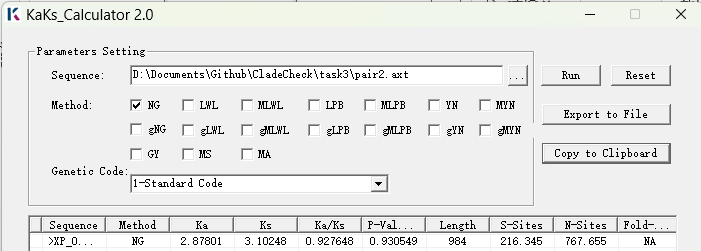 KaKs_Calculator 2.0
Parameters Setting
Sequence: D:\Documents\Github\CladeCheck\task3\pair2.axt ... Run Reset
Method: NG LWL MLWL LPB MLPB YN MYN
Export to File
gNG gLWL gMLWL gLPB gMLPB gYN gMYN
GY MS MA Copy to Clipboard
Genetic Code: 1-Standard Code
Sequence Method Ka Ks Ka/Ks P-Val... Length S-Sites N-Sites Fold-...
>XP_0... NG 2.87801 3.10248 0.927648 0.930549 984 216.345 767.655 NA